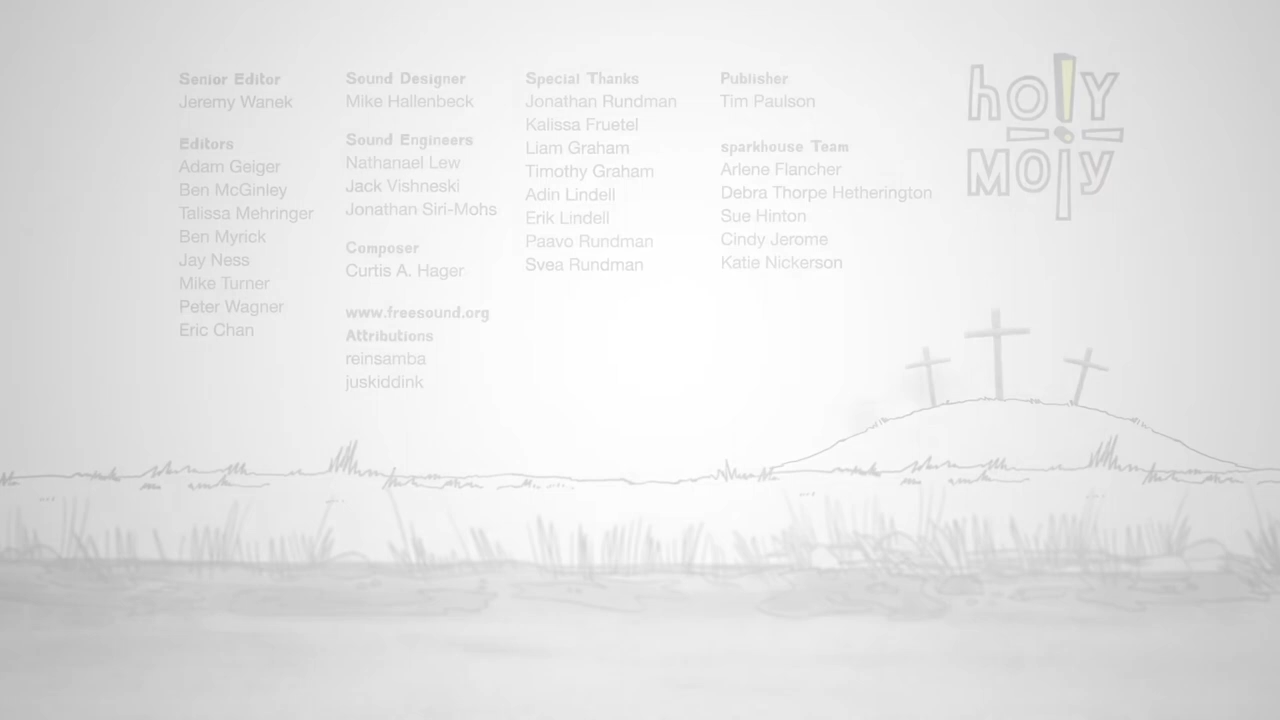 Senior Editor
Jeremy Wanek
Editors
Adam Geiger
Ben McGinley
Talissa Mehringer
Ben Myrick
Jay Ness
Mike Turner
Peter Wagner
Eric Chan
Sound Designer
Mike Hallenbeck
Sound Engineers
Nathanael Lew
Jack Vishneski
Jonathan Siri-Mohs
Composer
Curtis A. Hager
www.freesound.org
Attributions
reinsamba
juskiddink
Special Thanks
Jonathan Rundman
Kalissa Fruetel
Liam Graham
Timothy Graham
Adin Lindell
Erik Lindell
Paavo Rundman
Svea Rundman
Publisher
Tim Paulson
sparkhouse Team
Arlene Flancher
Debra Thorpe Hetherington
Sue Hinton
Cindy Jerome
Katie Nickerson
holy
Moly